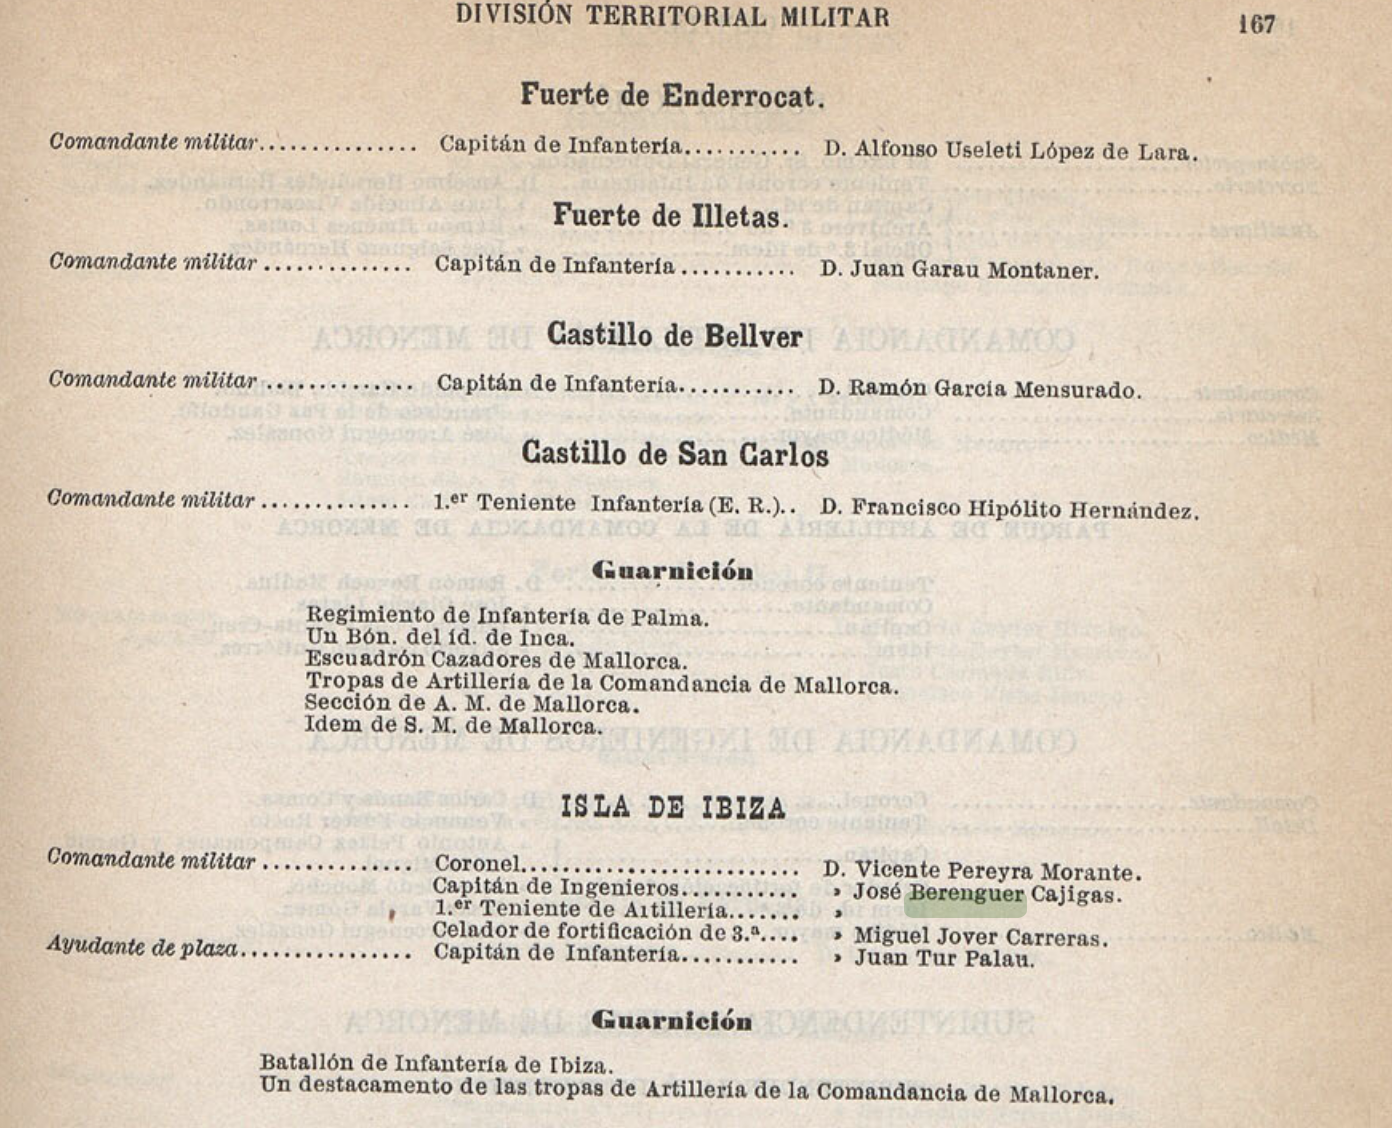 DIVISIÓN TERRITORIAL MILITAR 167
Fuerte de Enderrocat.
Comandante militar............... Capitán de Infantería........... D. Alfonso Useleti López de Lara.
Fuerte de Illetas.
Comandante militar .............. Capitán de Infantería ........... D. Juan Garau Montaner.
Castillo de Bellver
Comandante militar .............. Capitán de Infantería........... D. Ramón García Mensurado.
Castillo de San Carlos
Comandante militar .............. 1.er Teniente Infantería (E. R.).. D. Francisco Hipólito Hernández.
Guarnición
Regimiento de Infantería de Palma.
Un Bón. del íd. de Inca.
Escuadrón Cazadores de Mallorca.
Tropas de Artillería de la Comandancia de Mallorca.
Sección de A. M. de Mallorca.
Idem de S. M. de Mallorca.
ISLA DE IBIZA
Comandante militar .............. Coronel.......................... D. Vicente Pereyra Morante.
Capitán de Ingenieros........... » José Berenguer Cajigas.
1.er Teniente de Artillería....... »
Celador de fortificación de 3.ª.... » Miguel Jover Carreras.
Ayudante de plaza................ Capitán de Infantería........... » Juan Tur Palau.
Guarnición
Batallón de Infantería de Ibiza.
Un destacamento de las tropas de Artillería de la Comandancia de Mallorca.